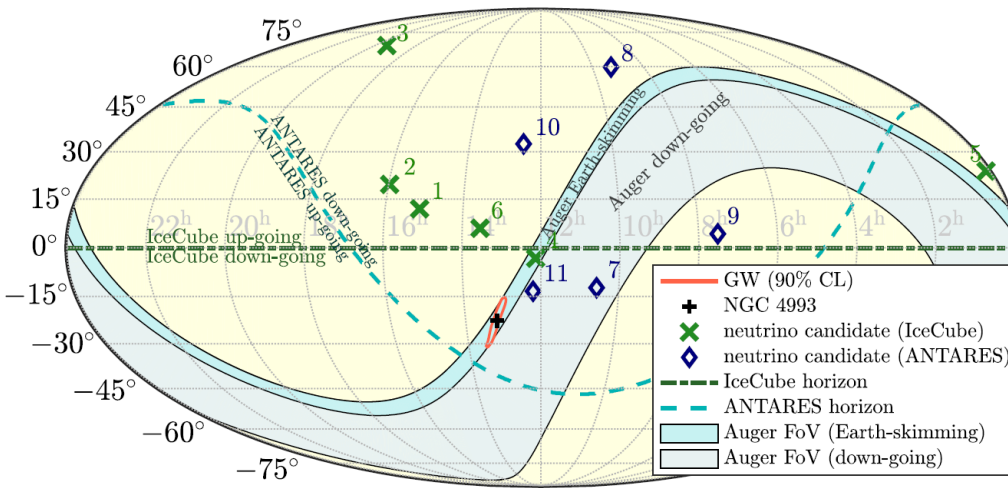 75°
60°
45°
30°
15°
0°
−15°
−30°
−45°
−60°
−75°
3
8
10
2
1
6
5
4
9
11
7
22h
20h
16h
14h
10h
6h
2h
ANTARES down-going
ANTARES up-going
Auger Earth-skimming
Auger down-going
IceCube up-going
IceCube down-going
GW (90% CL)
NGC 4993
neutrino candidate (IceCube)
neutrino candidate (ANTARES)
IceCube horizon
ANTARES horizon
Auger FoV (Earth-skimming)
Auger FoV (down-going)